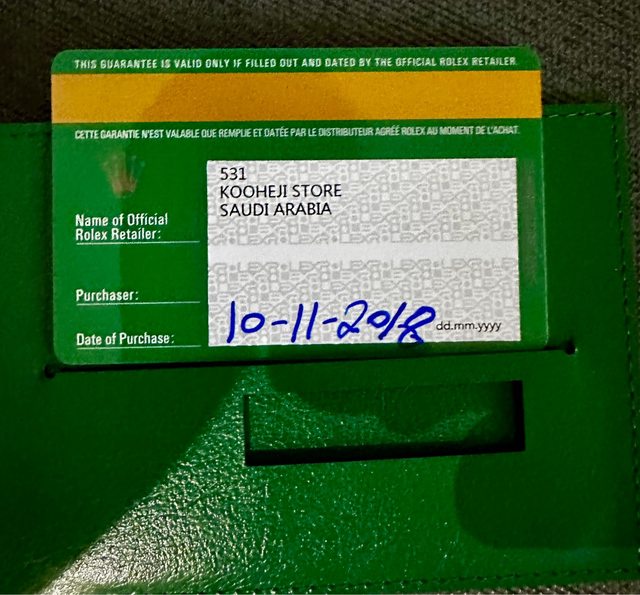 THIS GUARANTEE IS VALID ONLY IF FILLED OUT AND DATED BY THE OFFICIAL ROLEX RETAILER.
CETTE GARANTIE N'EST VALABLE QUE REMPLIE ET DATÉE PAR LE DISTRIBUTEUR AGRÉÉ ROLEX AU MOMENT DE L'ACHAT.
531
KOOHEJI STORE
SAUDI ARABIA
Name of Official
Rolex Retailer:
Purchaser:
Date of Purchase: 10-11-2018 dd.mm.yyyy